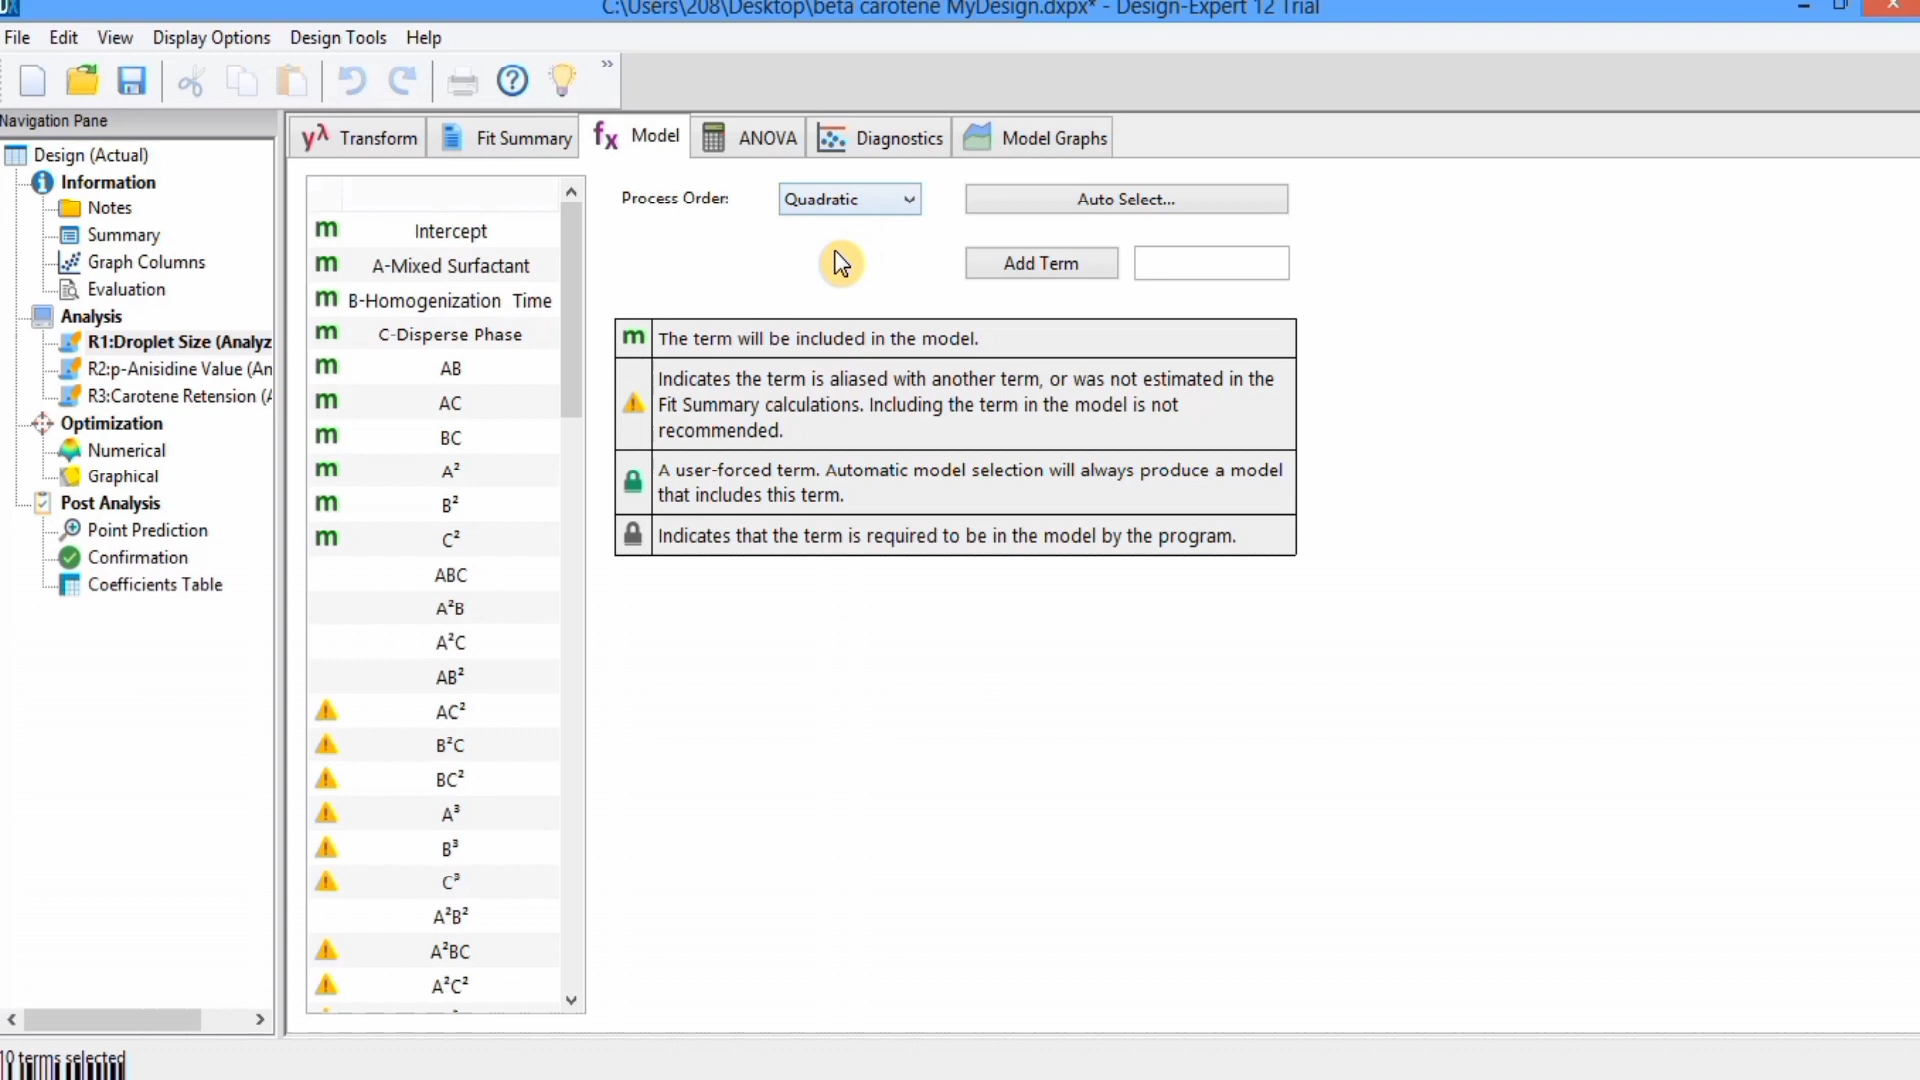 C:\Users\208\Desktop\beta carotene MyDesign.dxpx* - Design-Expert 12 Trial
File Edit View Display Options Design Tools Help
Navigation Pane
Design (Actual)
Information
Notes
Summary
Graph Columns
Evaluation
Analysis
R1:Droplet Size (Analyz
R2:p-Anisidine Value (An
R3:Carotene Retension (A
Optimization
Numerical
Graphical
Post Analysis
Point Prediction
Confirmation
Coefficients Table
Transform Fit Summary Model ANOVA Diagnostics Model Graphs
m Intercept
m A-Mixed Surfactant
m B-Homogenization Time
m C-Disperse Phase
m AB
m AC
m BC
m A²
m B²
m C²
ABC
A²B
A²C
AB²
AC²
B²C
BC²
A³
B³
C³
A²B²
A²BC
A²C²
Process Order: Quadratic Auto Select...
Add Term
m The term will be included in the model.
Indicates the term is aliased with another term, or was not estimated in the
Fit Summary calculations. Including the term in the model is not
recommended.
A user-forced term. Automatic model selection will always produce a model
that includes this term.
Indicates that the term is required to be in the model by the program.
10 terms selected